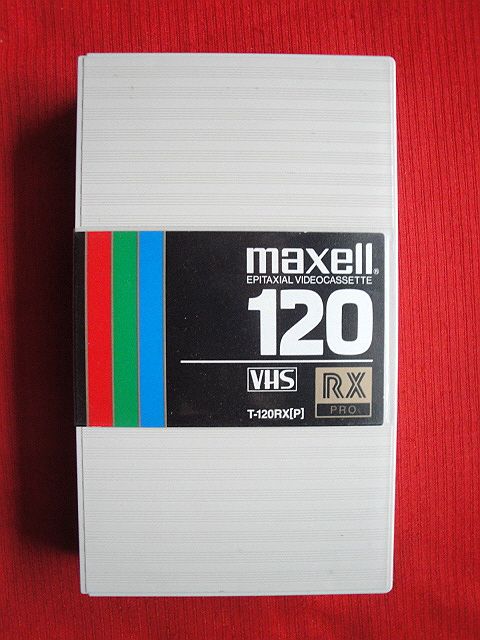 maxell®
EPITAXIAL VIDEOCASSETTE
120
VHS
RX
PRO
T-120RX[P]